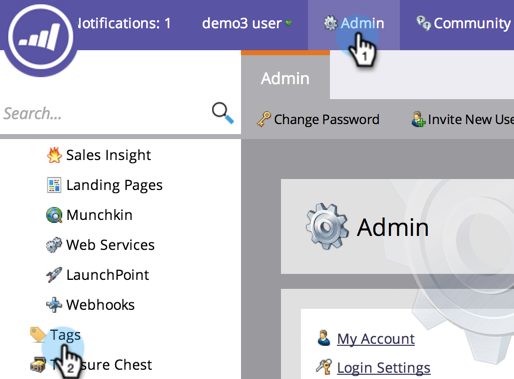 Notifications: 1
demo3 user
Admin
Community
1
Admin
Search...
Change Password
Invite New Use
Sales Insight
Landing Pages
Munchkin
Web Services
LaunchPoint
Webhooks
Tags
2
sure Chest
Admin
My Account
Login Settings